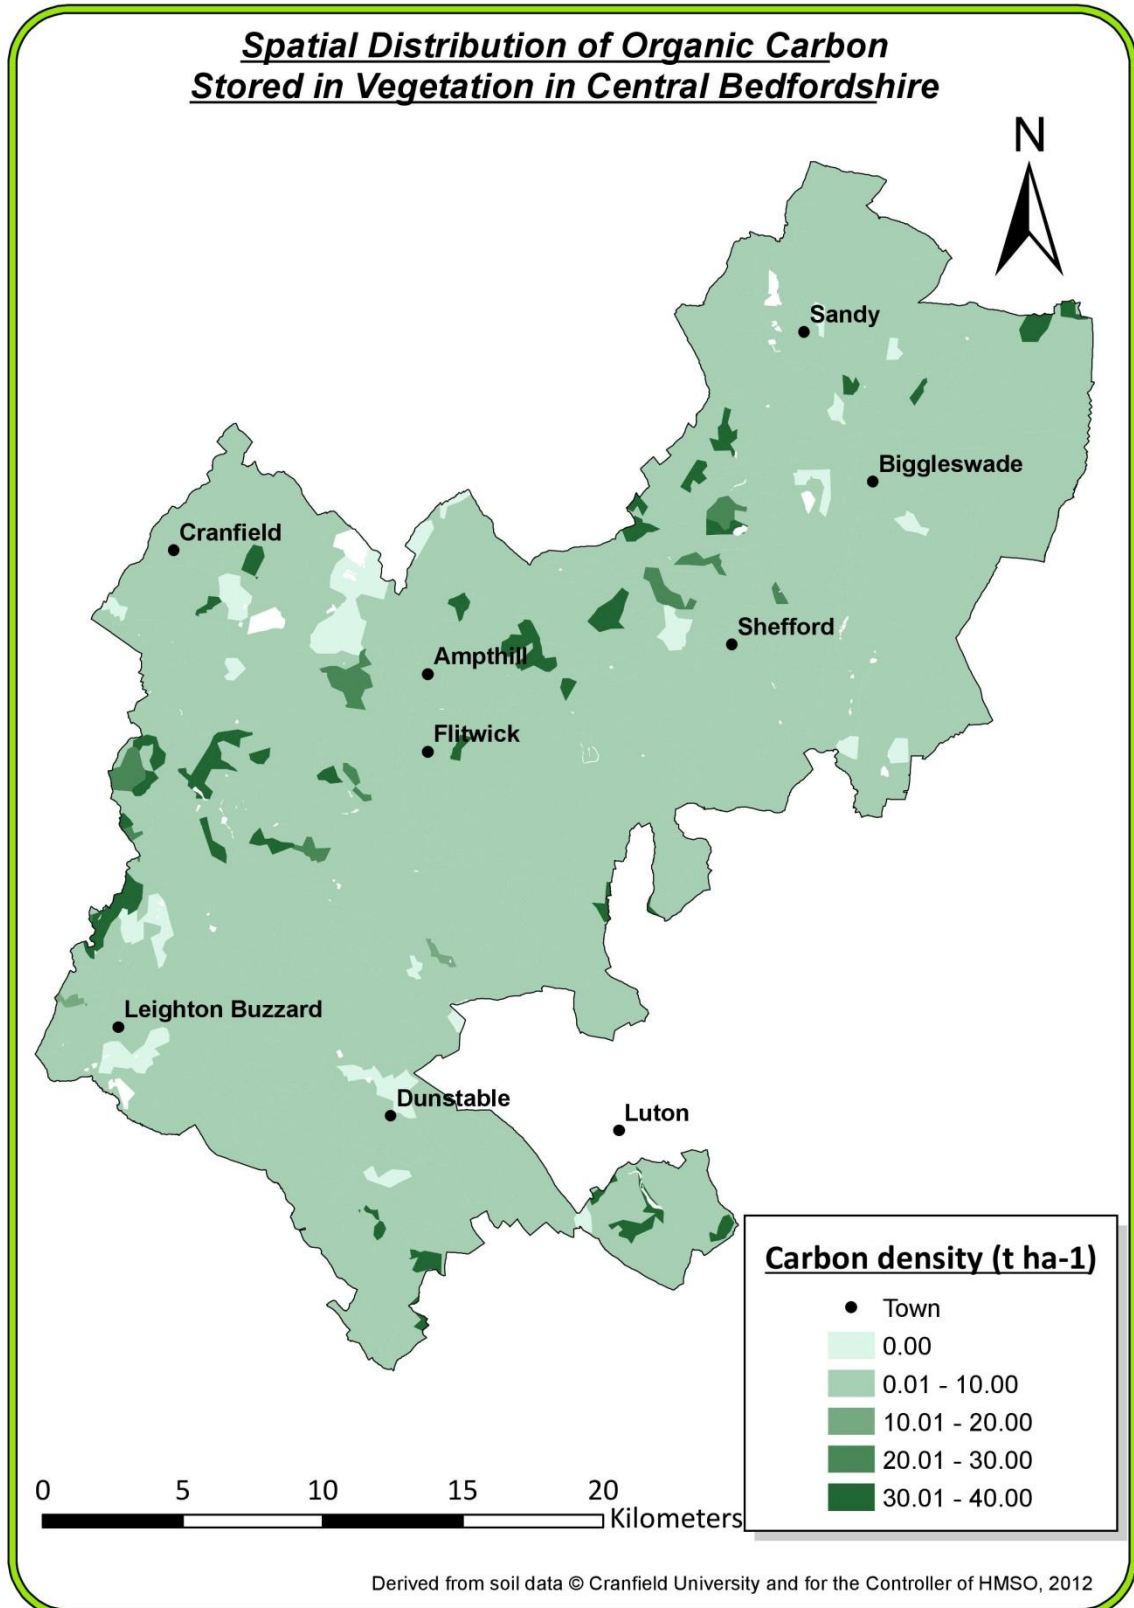 Spatial Distribution of Organic Carbon
Stored in Vegetation in Central Bedfordshire
N
Sandy
Biggleswade
Cranfield
Shefford
Ampthill
Flitwick
Leighton Buzzard
Dunstable
Luton
Carbon density (t ha-1)
Town
0.00
0.01 - 10.00
10.01 - 20.00
20.01 - 30.00
30.01 - 40.00
0 5 10 15 20
Kilometers
Derived from soil data © Cranfield University and for the Controller of HMSO, 2012